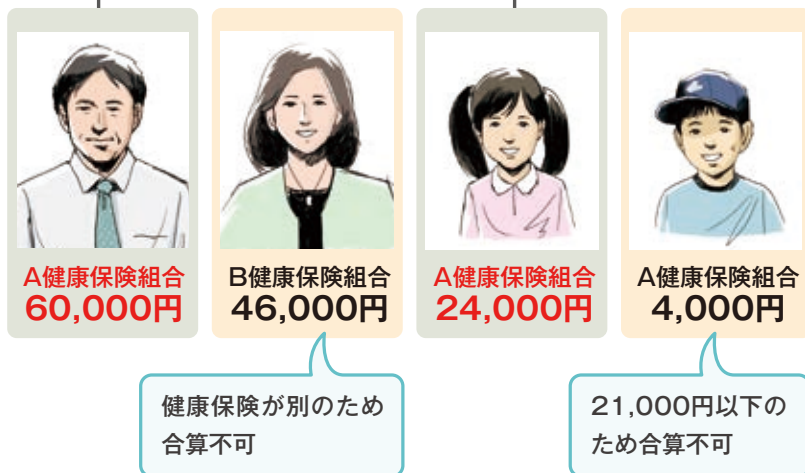 A健康保険組合
60,000円
B健康保険組合
46,000円
A健康保険組合
24,000円
A健康保険組合
4,000円
健康保険が別のため
合算不可
21,000円以下の
ため合算不可